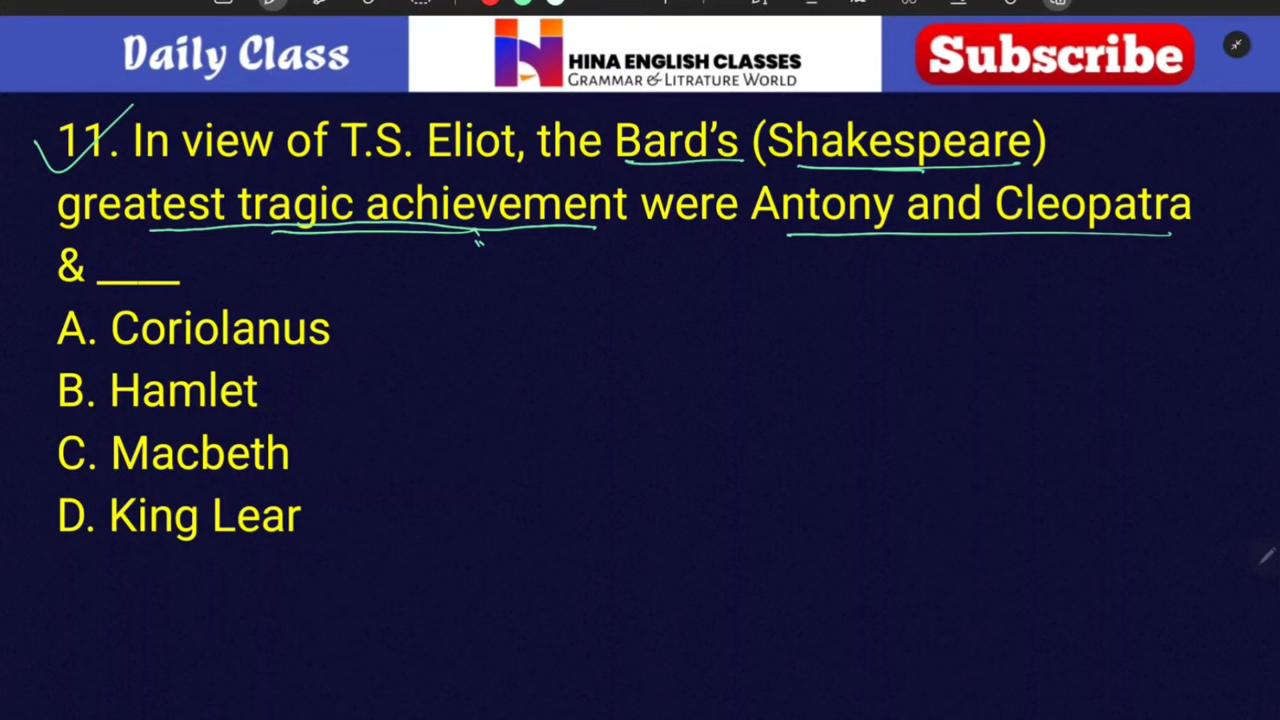 Daily Class
HINA ENGLISH CLASSES
GRAMMAR & LITRATURE WORLD
Subscribe
11. In view of T.S. Eliot, the Bard's (Shakespeare)
greatest tragic achievement were Antony and Cleopatra
& ____
A. Coriolanus
B. Hamlet
C. Macbeth
D. King Lear